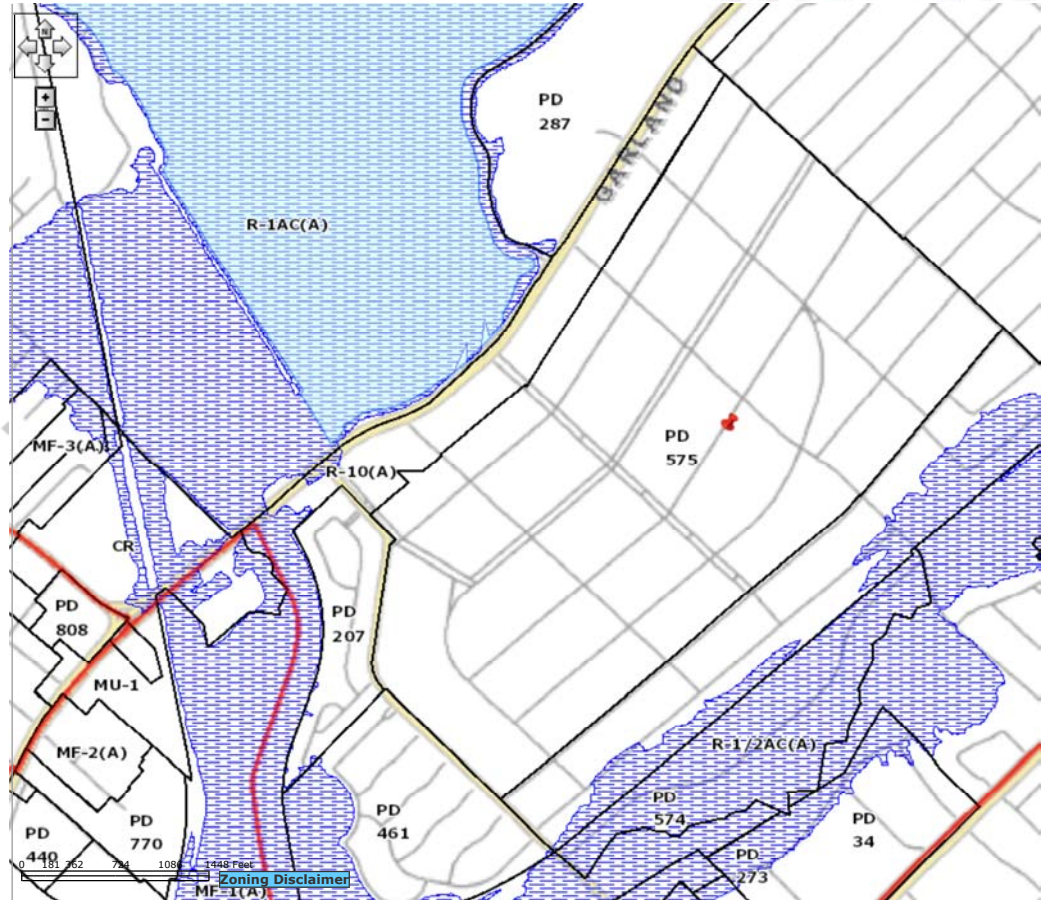 N
+
-
PD
287
GARLAND
R-1AC(A)
PD
575
MF-3(A)
R-10(A)
CR
PD
808
PD
207
MU-1
MF-2(A)
R-1/2AC(A)
PD
574
PD
461
PD
770
PD
34
PD
440
PD
273
0 181 362 724 1086 1448 Feet
Zoning Disclaimer
MF-1(A)